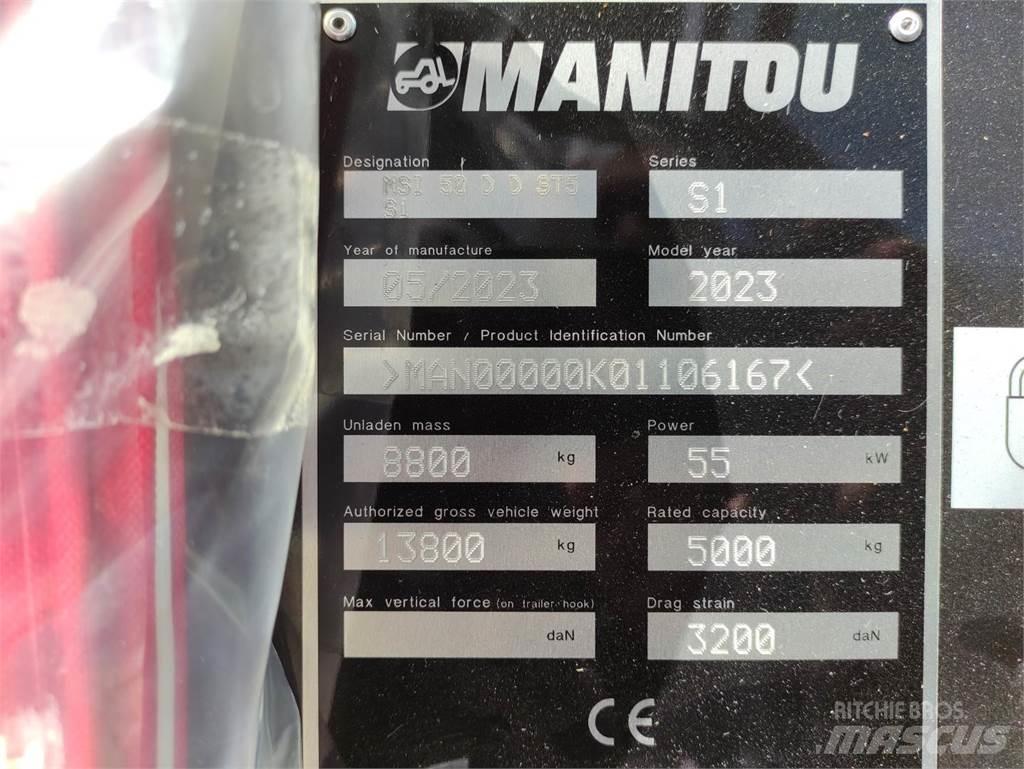 MANITOU
Designation Series
MSI 50 D D ST5 S1
S1
Year of manufacture Model year
05/2023 2023
Serial Number / Product Identification Number
>MAN00000K01106167<
Unladen mass Power
8800 kg 55 kW
Authorized gross vehicle weight Rated capacity
13800 kg 5000 kg
Max vertical force (on trailer hook) Drag strain
daN 3200 daN
CE
RITCHIE BROS.
MASCUS